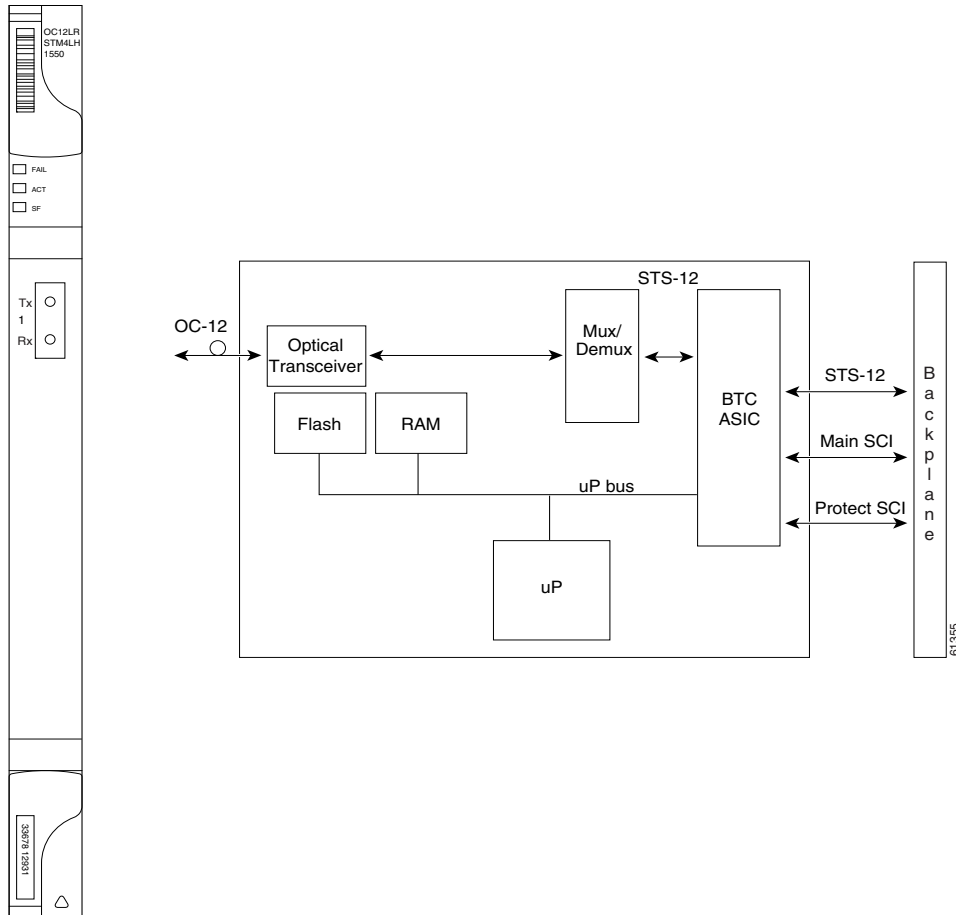 OC12LR
STM4LH
1550
FAIL
ACT
SF
Tx
1
Rx
33678 12931
OC-12
Optical
Transceiver
Flash
RAM
uP bus
uP
STS-12
Mux/
Demux
BTC
ASIC
STS-12
Main SCI
Protect SCI
Backplane
61355